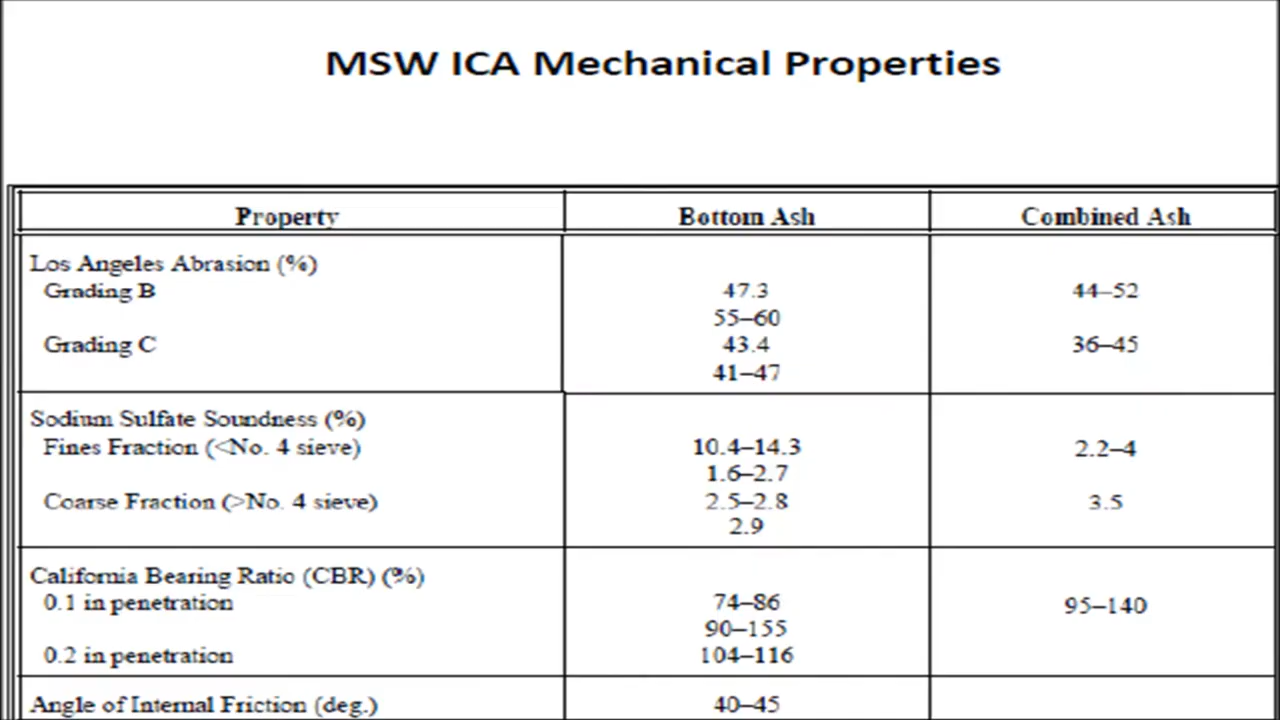 MSW ICA Mechanical Properties
Property Bottom Ash Combined Ash
Los Angeles Abrasion (%)
Grading B 47.3 44–52
55–60
Grading C 43.4 36–45
41–47
Sodium Sulfate Soundness (%)
Fines Fraction (<No. 4 sieve) 10.4–14.3 2.2–4
1.6–2.7
Coarse Fraction (>No. 4 sieve) 2.5–2.8 3.5
2.9
California Bearing Ratio (CBR) (%)
0.1 in penetration 74–86 95–140
90–155
0.2 in penetration 104–116
Angle of Internal Friction (deg.) 40–45